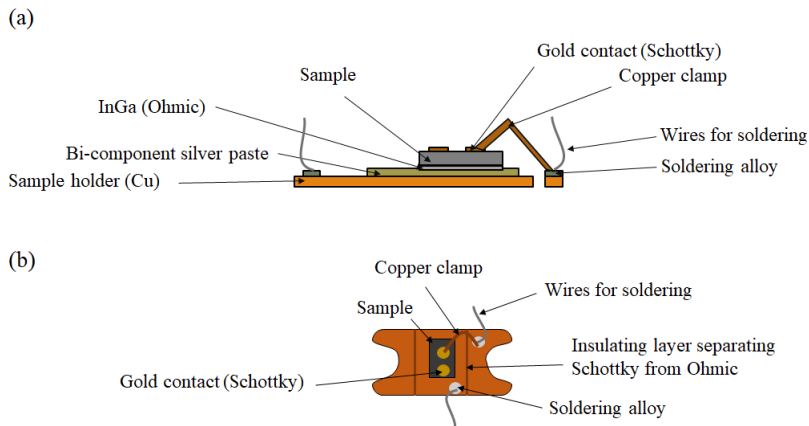 (a)
Gold contact (Schottky)
Sample
Copper clamp
InGa (Ohmic)
Wires for soldering
Bi-component silver paste
Soldering alloy
Sample holder (Cu)
(b)
Copper clamp
Wires for soldering
Sample
Insulating layer separating
Schottky from Ohmic
Gold contact (Schottky)
Soldering alloy